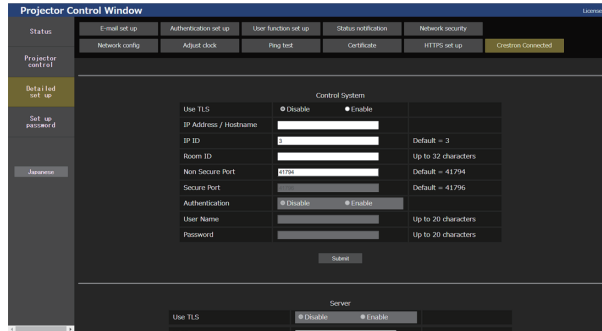 Projector Control Window
License
Status
Projector control
Detailed set up
Set up password
Japanese
E-mail set up
Authentication set up
User function set up
Status notification
Network security
Network config
Adjust clock
Ping test
Certificate
HTTPS set up
Crestron Connected
Control System
Use TLS Disable Enable
IP Address / Hostname
IP ID 3 Default = 3
Room ID Up to 32 characters
Non Secure Port 41794 Default = 41794
Secure Port Default = 41796
Authentication Disable Enable
User Name Up to 20 characters
Password Up to 20 characters
Submit
Server
Use TLS Disable Enable